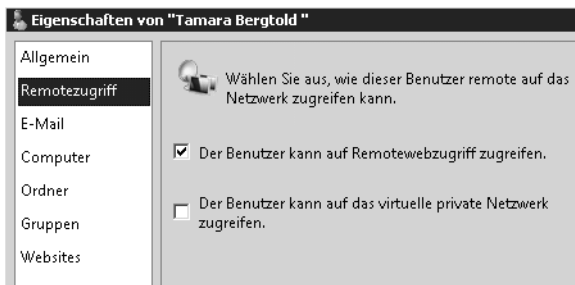 Eigenschaften von "Tamara Bergtold "
Allgemein
Remotezugriff
E-Mail
Computer
Ordner
Gruppen
Websites
Wählen Sie aus, wie dieser Benutzer remote auf das
Netzwerk zugreifen kann.
Der Benutzer kann auf Remotewebzugriff zugreifen.
Der Benutzer kann auf das virtuelle private Netzwerk
zugreifen.